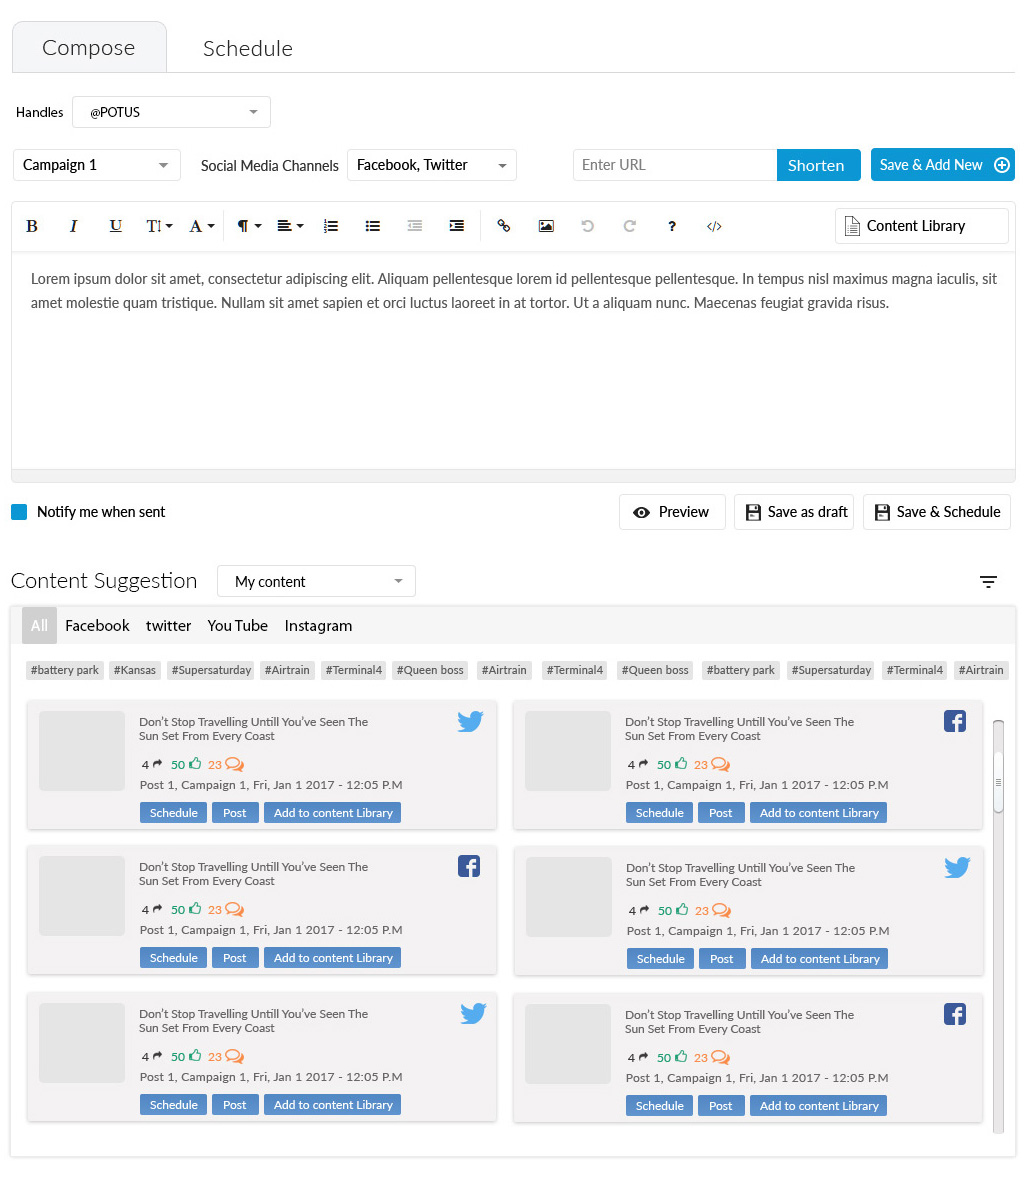 Compose
Schedule
Handles
@POTUS
Campaign 1
Social Media Channels
Facebook, Twitter
Enter URL
Shorten
Save & Add New
B I U T A ¶ ? </>
Content Library
Lorem ipsum dolor sit amet, consectetur adipiscing elit. Aliquam pellentesque lorem id pellentesque pellentesque. In tempus nisl maximus magna iaculis, sit
amet molestie quam tristique. Nullam sit amet sapien et orci luctus laoreet in at tortor. Ut a aliquam nunc. Maecenas feugiat gravida risus.
Notify me when sent
Preview
Save as draft
Save & Schedule
Content Suggestion
My content
All Facebook twitter You Tube Instagram
#battery park #Kansas #Supersaturday #Airtrain #Terminal4 #Queen boss #Airtrain #Terminal4 #Queen boss #battery park #Supersaturday #Terminal4 #Airtrain
Don't Stop Travelling Untill You've Seen The
Sun Set From Every Coast
4 50 23
Post 1, Campaign 1, Fri, Jan 1 2017 - 12:05 P.M
Schedule Post Add to content Library
Don't Stop Travelling Untill You've Seen The
Sun Set From Every Coast
4 50 23
Post 1, Campaign 1, Fri, Jan 1 2017 - 12:05 P.M
Schedule Post Add to content Library
Don't Stop Travelling Untill You've Seen The
Sun Set From Every Coast
4 50 23
Post 1, Campaign 1, Fri, Jan 1 2017 - 12:05 P.M
Schedule Post Add to content Library
Don't Stop Travelling Untill You've Seen The
Sun Set From Every Coast
4 50 23
Post 1, Campaign 1, Fri, Jan 1 2017 - 12:05 P.M
Schedule Post Add to content Library
Don't Stop Travelling Untill You've Seen The
Sun Set From Every Coast
4 50 23
Post 1, Campaign 1, Fri, Jan 1 2017 - 12:05 P.M
Schedule Post Add to content Library
Don't Stop Travelling Untill You've Seen The
Sun Set From Every Coast
4 50 23
Post 1, Campaign 1, Fri, Jan 1 2017 - 12:05 P.M
Schedule Post Add to content Library